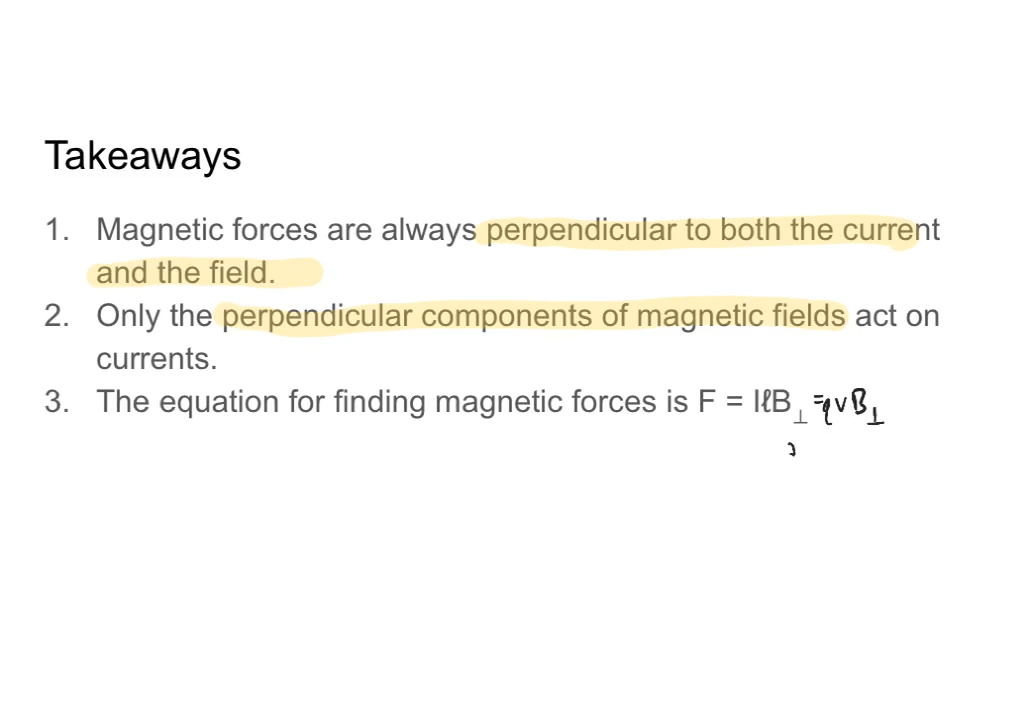 Takeaways
1. Magnetic forces are always perpendicular to both the current
and the field.
2. Only the perpendicular components of magnetic fields act on
currents.
3. The equation for finding magnetic forces is F = IℓB⊥ =qvB⊥